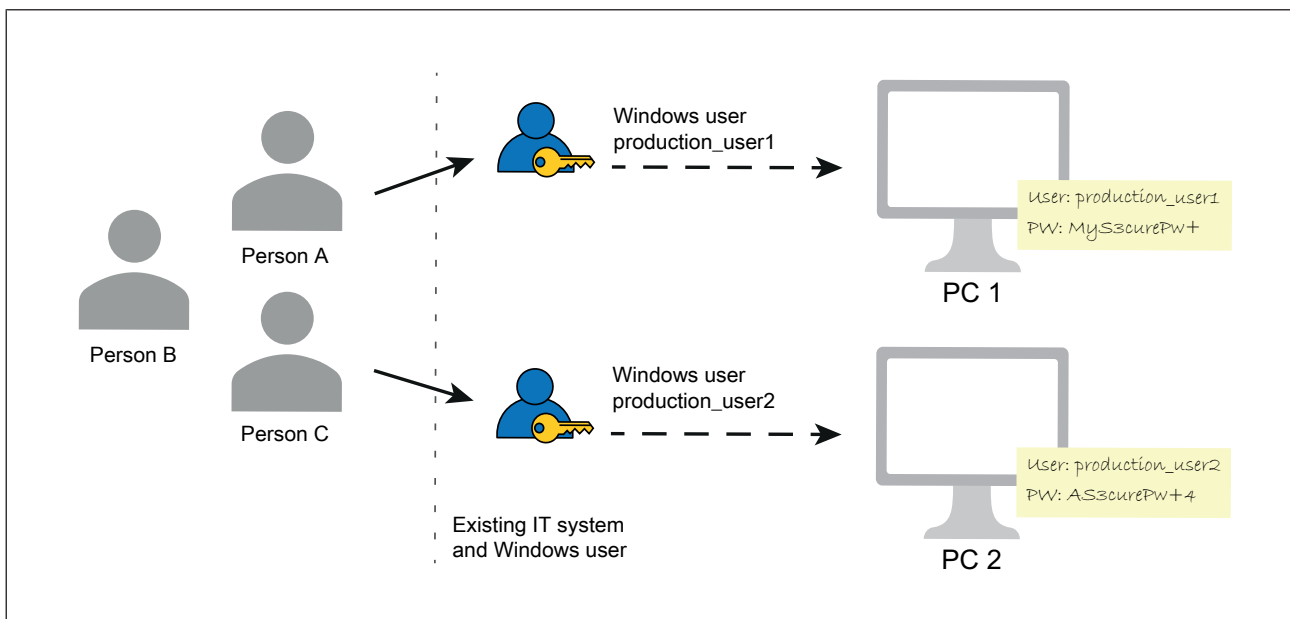 Windows user
production_user1
User: production_user1
PW: MyS3curePw+
Person A
PC 1
Person B
Windows user
production_user2
Person C
User: production_user2
PW: AS3curePw+4
Existing IT system
and Windows user
PC 2